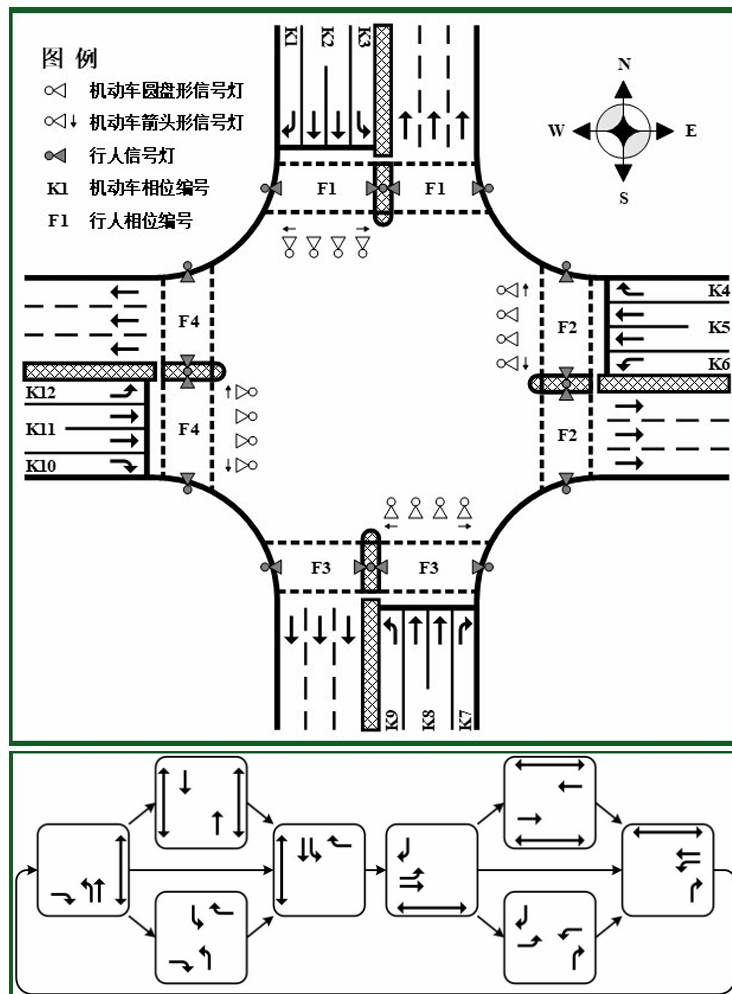 图 例
机动车圆盘形信号灯
机动车箭头形信号灯
行人信号灯
K1 机动车相位编号
F1 行人相位编号
K1
K2
K3
N
W
E
S
F1
F1
F4
F2
K4
K5
K6
K12
K11
K10
F4
F2
F3
F3
K9
K8
K7